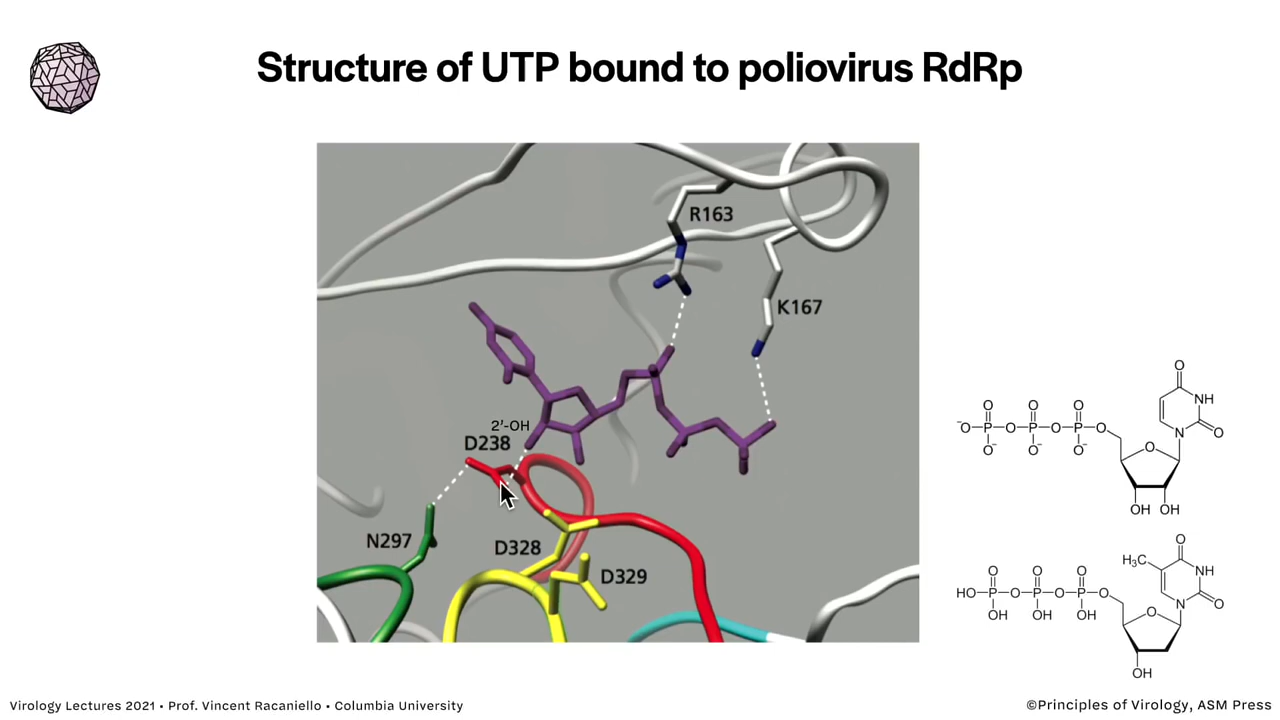 Structure of UTP bound to poliovirus RdRp
R163
K167
2'-OH
D238
N297
D328
D329
O
NH
O O O
⁻O—P—O—P—O—P—O
N O
O⁻ O⁻ O⁻
O
OH OH
O
H₃C
NH
O O O
HO—P—O—P—O—P—O
N O
OH OH OH
O
OH
Virology Lectures 2021 • Prof. Vincent Racaniello • Columbia University
©Principles of Virology, ASM Press